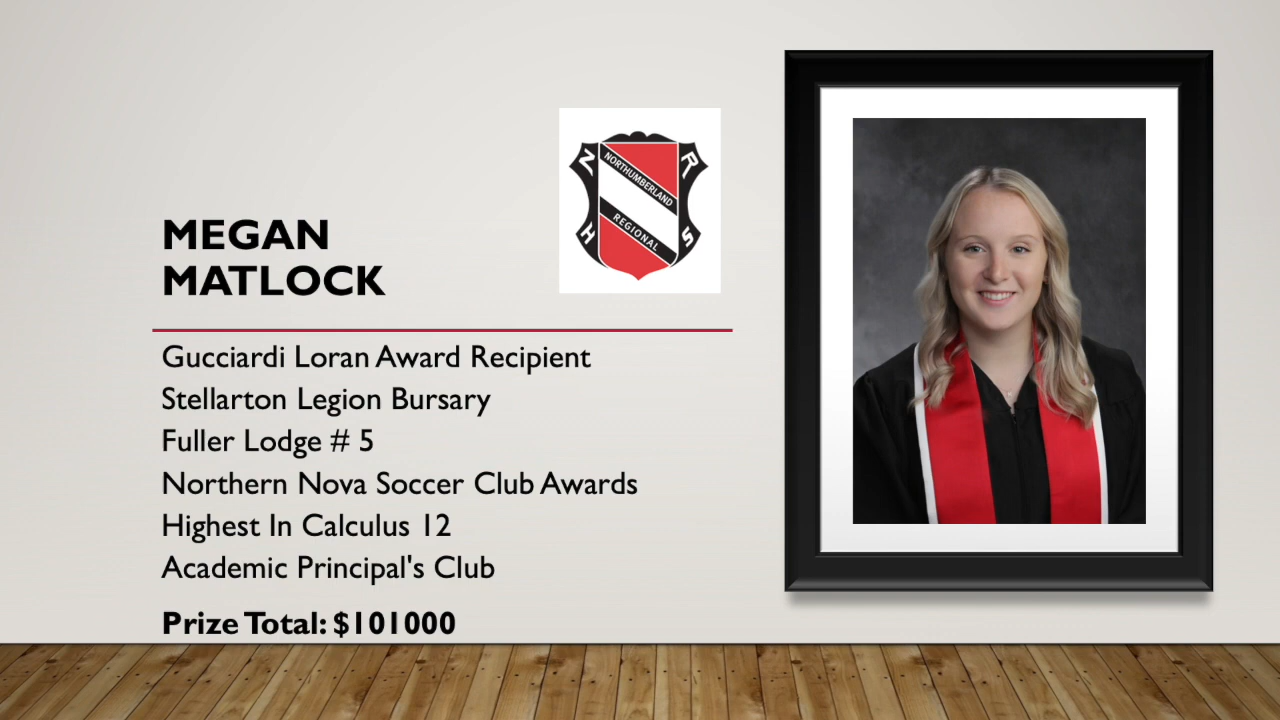 MEGAN
MATLOCK
N R
NORTHUMBERLAND
REGIONAL
H S
Gucciardi Loran Award Recipient
Stellarton Legion Bursary
Fuller Lodge # 5
Northern Nova Soccer Club Awards
Highest In Calculus 12
Academic Principal's Club
Prize Total: $101000